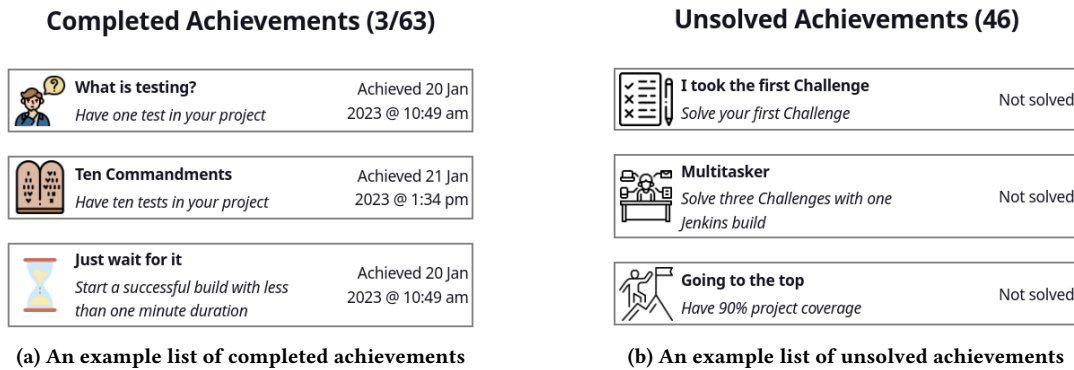 Completed Achievements (3/63)
What is testing?
Have one test in your project
Achieved 20 Jan
2023 @ 10:49 am
Ten Commandments
Have ten tests in your project
Achieved 21 Jan
2023 @ 1:34 pm
Just wait for it
Start a successful build with less
than one minute duration
Achieved 20 Jan
2023 @ 10:49 am
(a) An example list of completed achievements
Unsolved Achievements (46)
I took the first Challenge
Solve your first Challenge
Not solved
Multitasker
Solve three Challenges with one
Jenkins build
Not solved
Going to the top
Have 90% project coverage
Not solved
(b) An example list of unsolved achievements